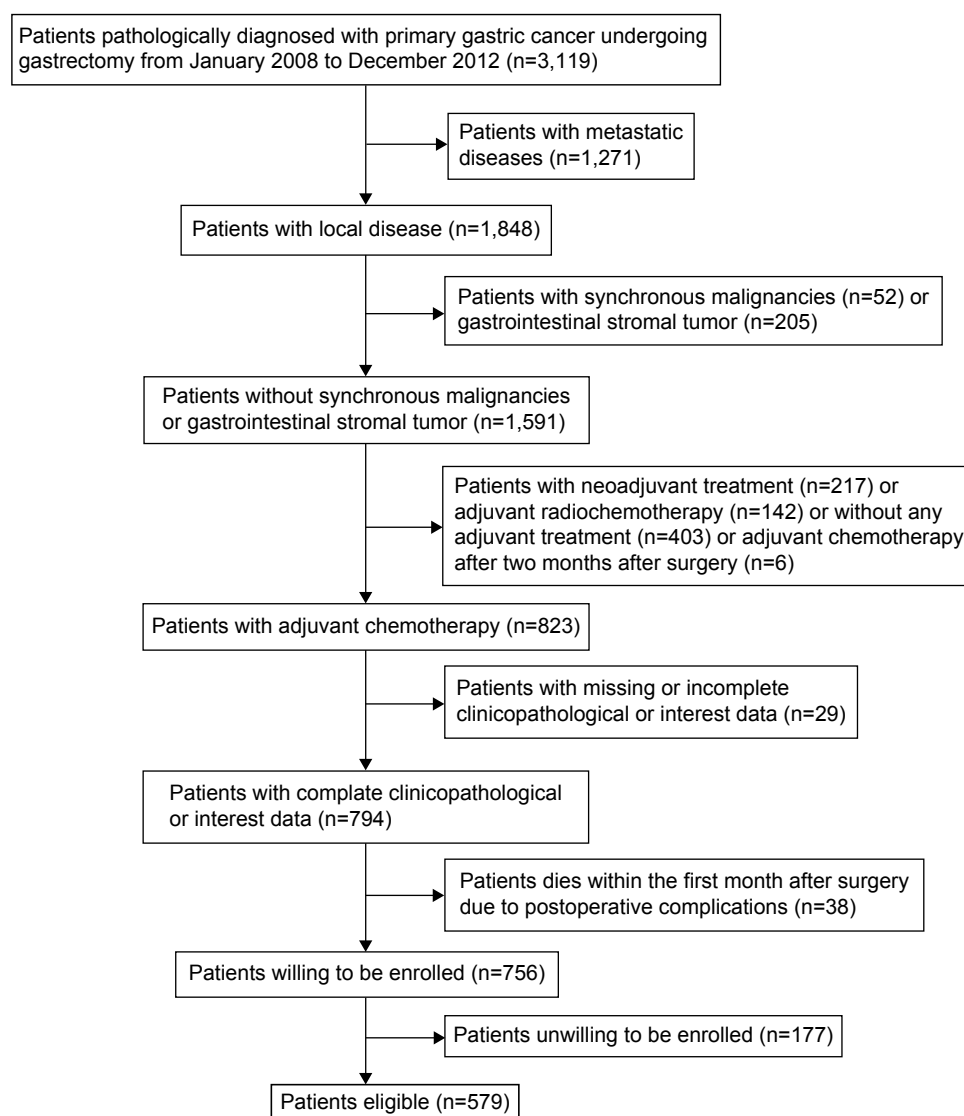 Patients pathologically diagnosed with primary gastric cancer undergoing
gastrectomy from January 2008 to December 2012 (n=3,119)
Patients with metastatic
diseases (n=1,271)
Patients with local disease (n=1,848)
Patients with synchronous malignancies (n=52) or
gastrointestinal stromal tumor (n=205)
Patients without synchronous malignancies
or gastrointestinal stromal tumor (n=1,591)
Patients with neoadjuvant treatment (n=217) or
adjuvant radiochemotherapy (n=142) or without any
adjuvant treatment (n=403) or adjuvant chemotherapy
after two months after surgery (n=6)
Patients with adjuvant chemotherapy (n=823)
Patients with missing or incomplete
clinicopathological or interest data (n=29)
Patients with complate clinicopathological
or interest data (n=794)
Patients dies within the first month after surgery
due to postoperative complications (n=38)
Patients willing to be enrolled (n=756)
Patients unwilling to be enrolled (n=177)
Patients eligible (n=579)